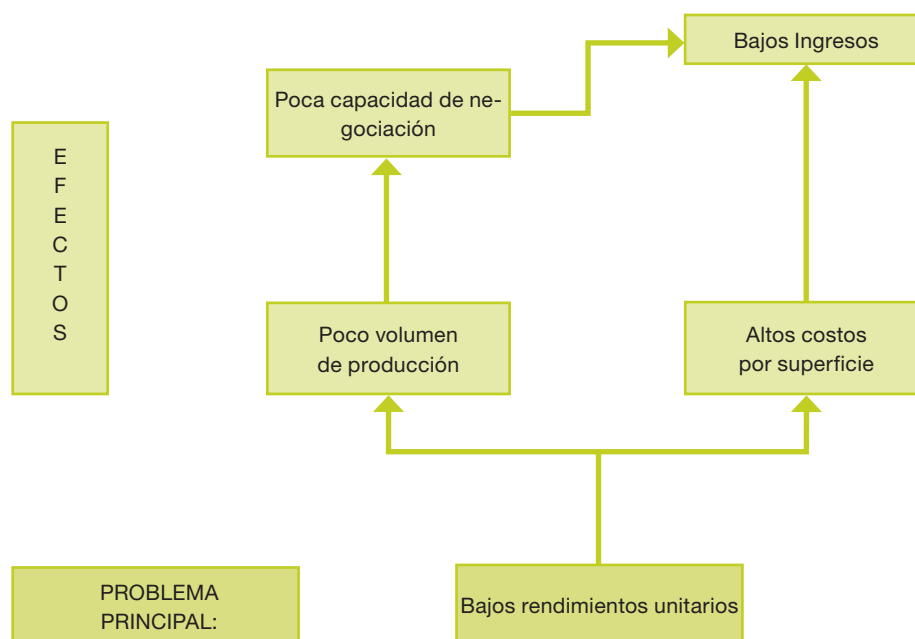 Bajos Ingresos
Poca capacidad de ne-
gociación
E
F
E
C
T
O
S
Poco volumen
de producción
Altos costos
por superficie
PROBLEMA
PRINCIPAL:
Bajos rendimientos unitarios